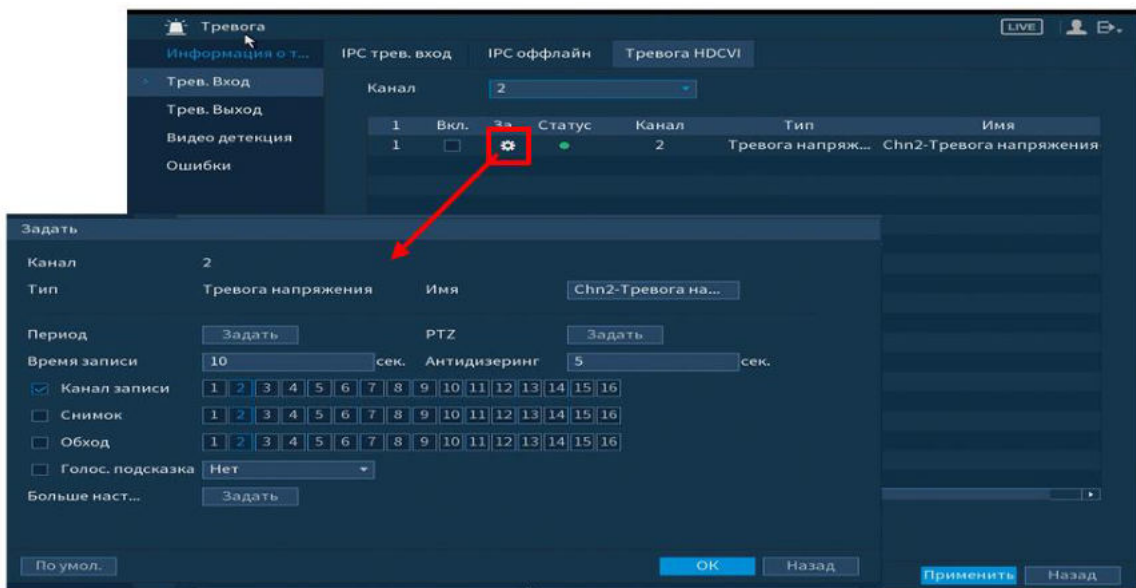 Тревога LIVE
Информация о т... IPC трев. вход IPC оффлайн Тревога HDCVI
Трев. Вход
Канал 2
Трев. Выход
1 Вкл. За Статус Канал Тип Имя
Видео детекция
1 2 Тревога напряж... Chn2-Тревога напряжения
Ошибки
Задать
Канал 2
Тип Тревога напряжения Имя Chn2-Тревога на...
Период Задать PTZ Задать
Время записи 10 сек. Антидизеринг 5 сек.
Канал записи 1 2 3 4 5 6 7 8 9 10 11 12 13 14 15 16
Снимок 1 2 3 4 5 6 7 8 9 10 11 12 13 14 15 16
Обход 1 2 3 4 5 6 7 8 9 10 11 12 13 14 15 16
Голос. подсказка Нет
Больше наст... Задать
По умол. OK Назад
Применить Назад